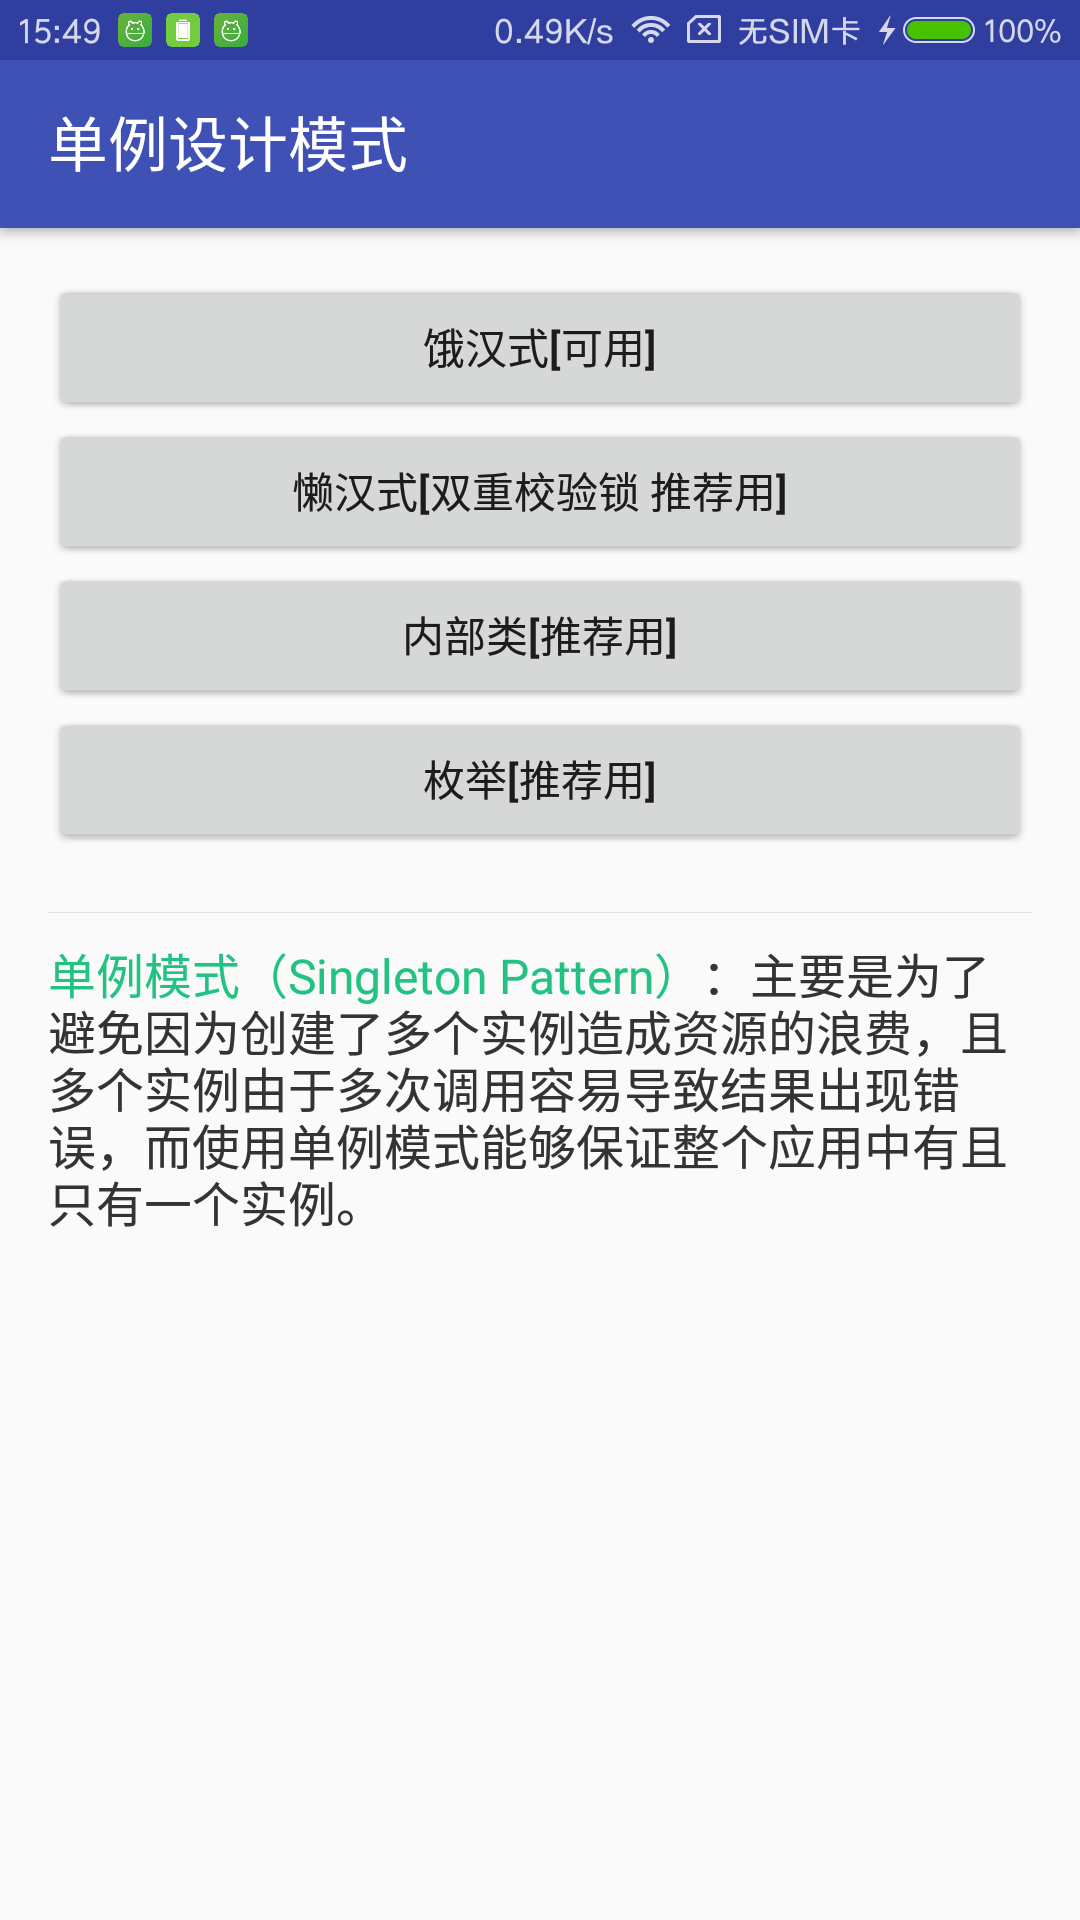 15:49 0.49K/s 无SIM卡 100%
单例设计模式
饿汉式[可用]
懒汉式[双重校验锁 推荐用]
内部类[推荐用]
枚举[推荐用]
单例模式（Singleton Pattern）：主要是为了
避免因为创建了多个实例造成资源的浪费，且
多个实例由于多次调用容易导致结果出现错
误，而使用单例模式能够保证整个应用中有且
只有一个实例。